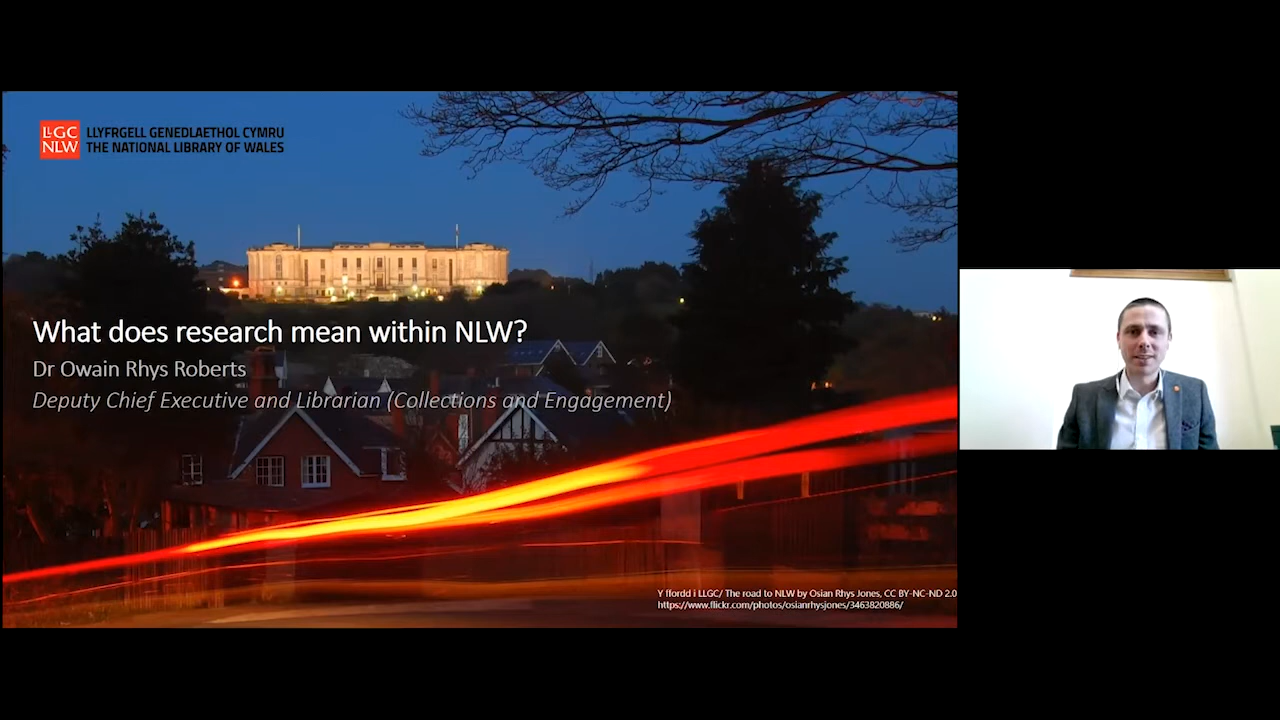 LLGC
NLW
LLYFRGELL GENEDLAETHOL CYMRU
THE NATIONAL LIBRARY OF WALES
What does research mean within NLW?
Dr Owain Rhys Roberts
Deputy Chief Executive and Librarian (Collections and Engagement)
Y ffordd i LLGC/ The road to NLW by Osian Rhys Jones, CC BY-NC-ND 2.0
https://www.flickr.com/photos/osianrhysjones/3463820886/